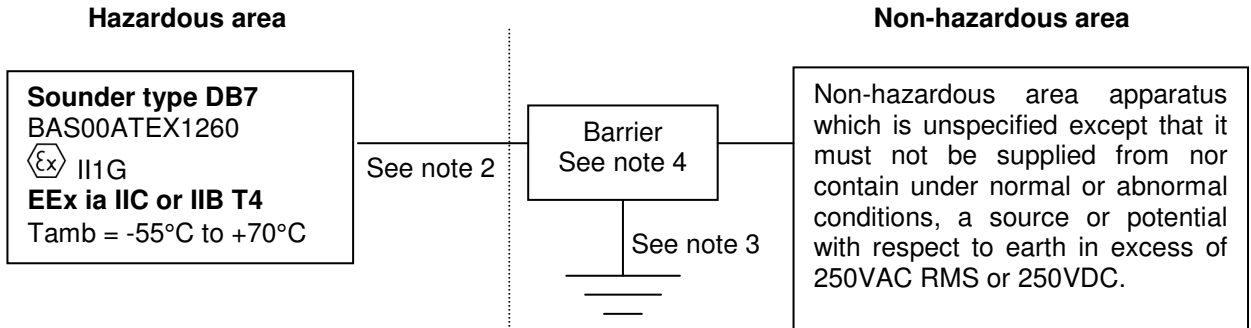 Hazardous area
Non-hazardous area
Sounder type DB7
BAS00ATEX1260
Ex II1G
EEx ia IIC or IIB T4
Tamb = -55°C to +70°C
See note 2
Barrier
See note 4
See note 3
Non-hazardous area apparatus
which is unspecified except that it
must not be supplied from nor
contain under normal or abnormal
conditions, a source or potential
with respect to earth in excess of
250VAC RMS or 250VDC.